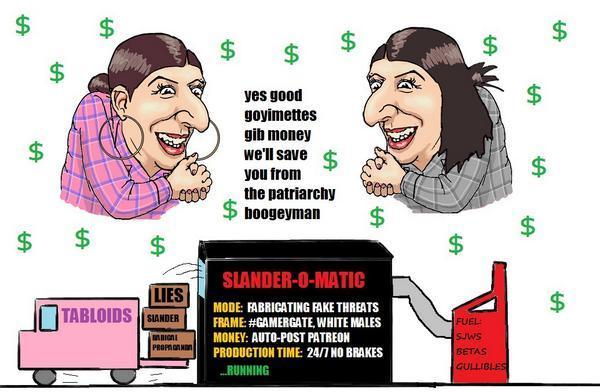 yes good
goyimettes
gib money
we'll save
you from
the patriarchy
boogeyman
TABLOIDS
LIES
SLANDER
RADICAL
PROPAGANDA
SLANDER-O-MATIC
MODE: FABRICATING FAKE THREATS
FRAME: #GAMERGATE, WHITE MALES
MONEY: AUTO-POST PATREON
PRODUCTION TIME: 24/7 NO BRAKES
...RUNNING
FUEL:
SJWS
BETAS
GULLIBLES